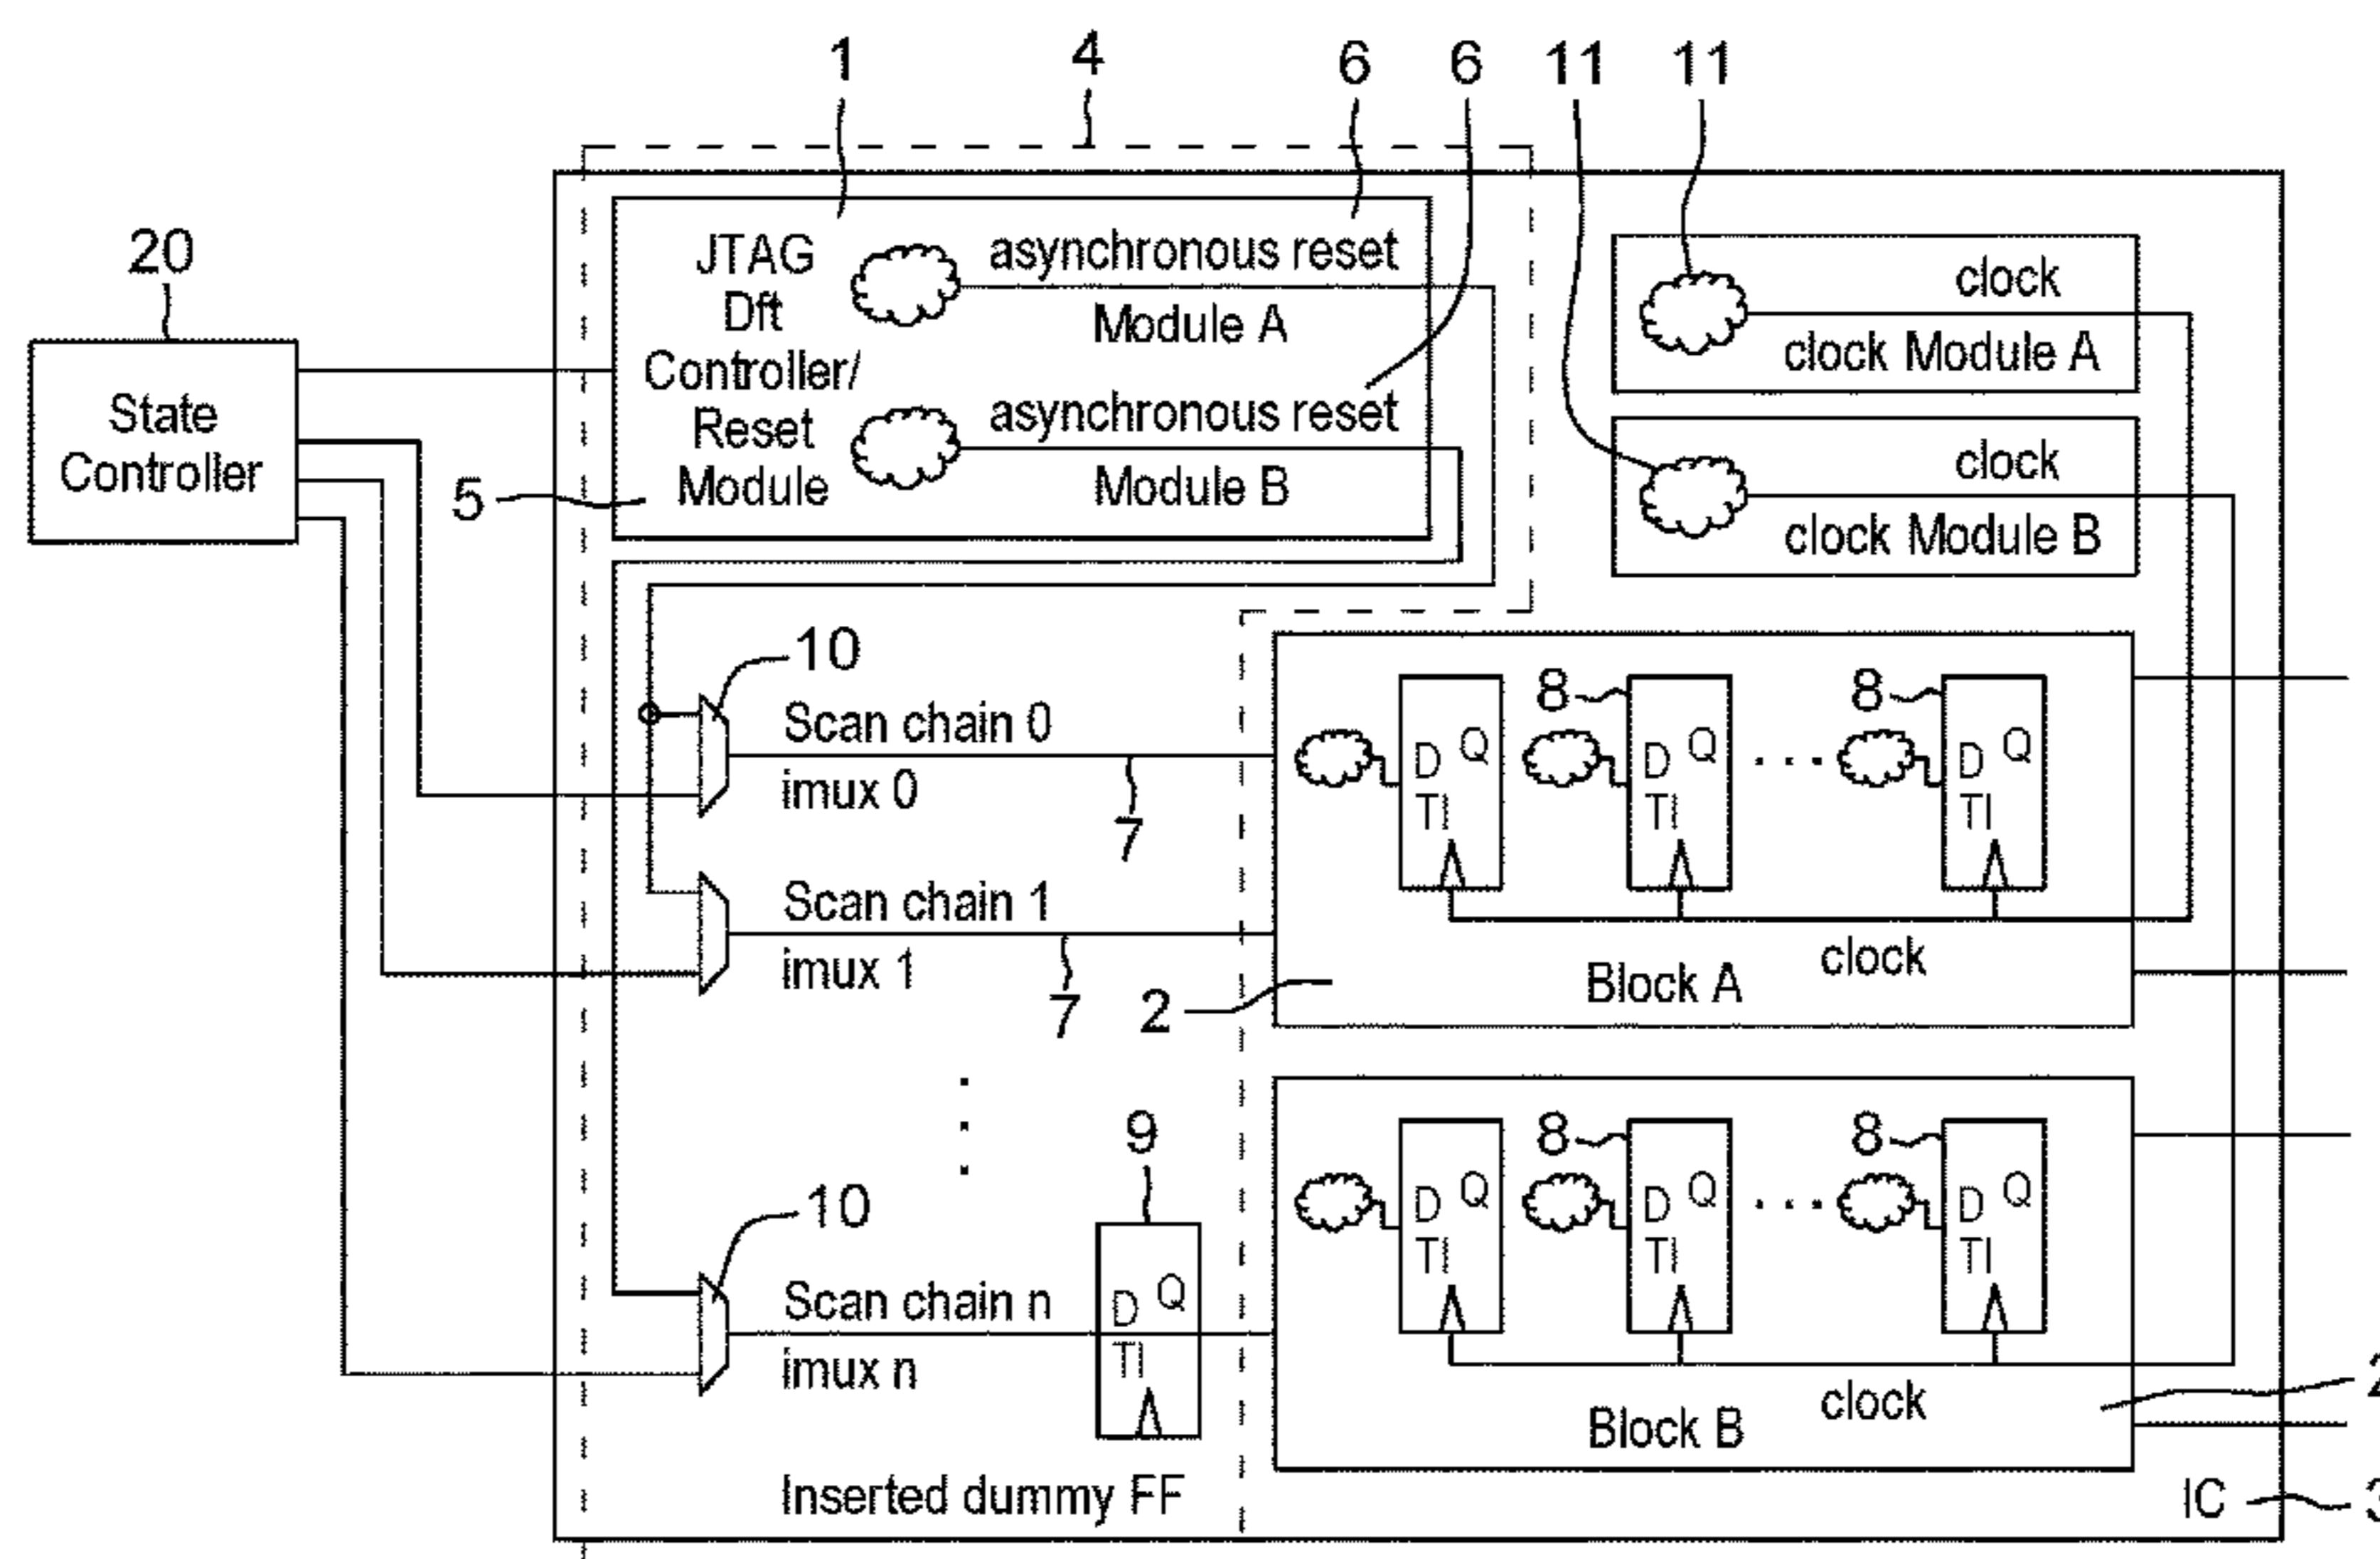 1 4 6 6 11 11
20
State
Controller
5
JTAG
Dft
Controller/
Reset
Module
asynchronous reset
Module A
asynchronous reset
Module B
clock
clock Module A
clock
clock Module B
10
Scan chain 0
imux 0
7
Scan chain 1
imux 1
7
2
8 8
D Q D Q ... D Q
TI TI TI
clock
Block A
9
10
Scan chain n
imux n
D Q
TI
Inserted dummy FF
8 8
D Q D Q ... D Q
TI TI TI
clock
Block B
2
IC
3